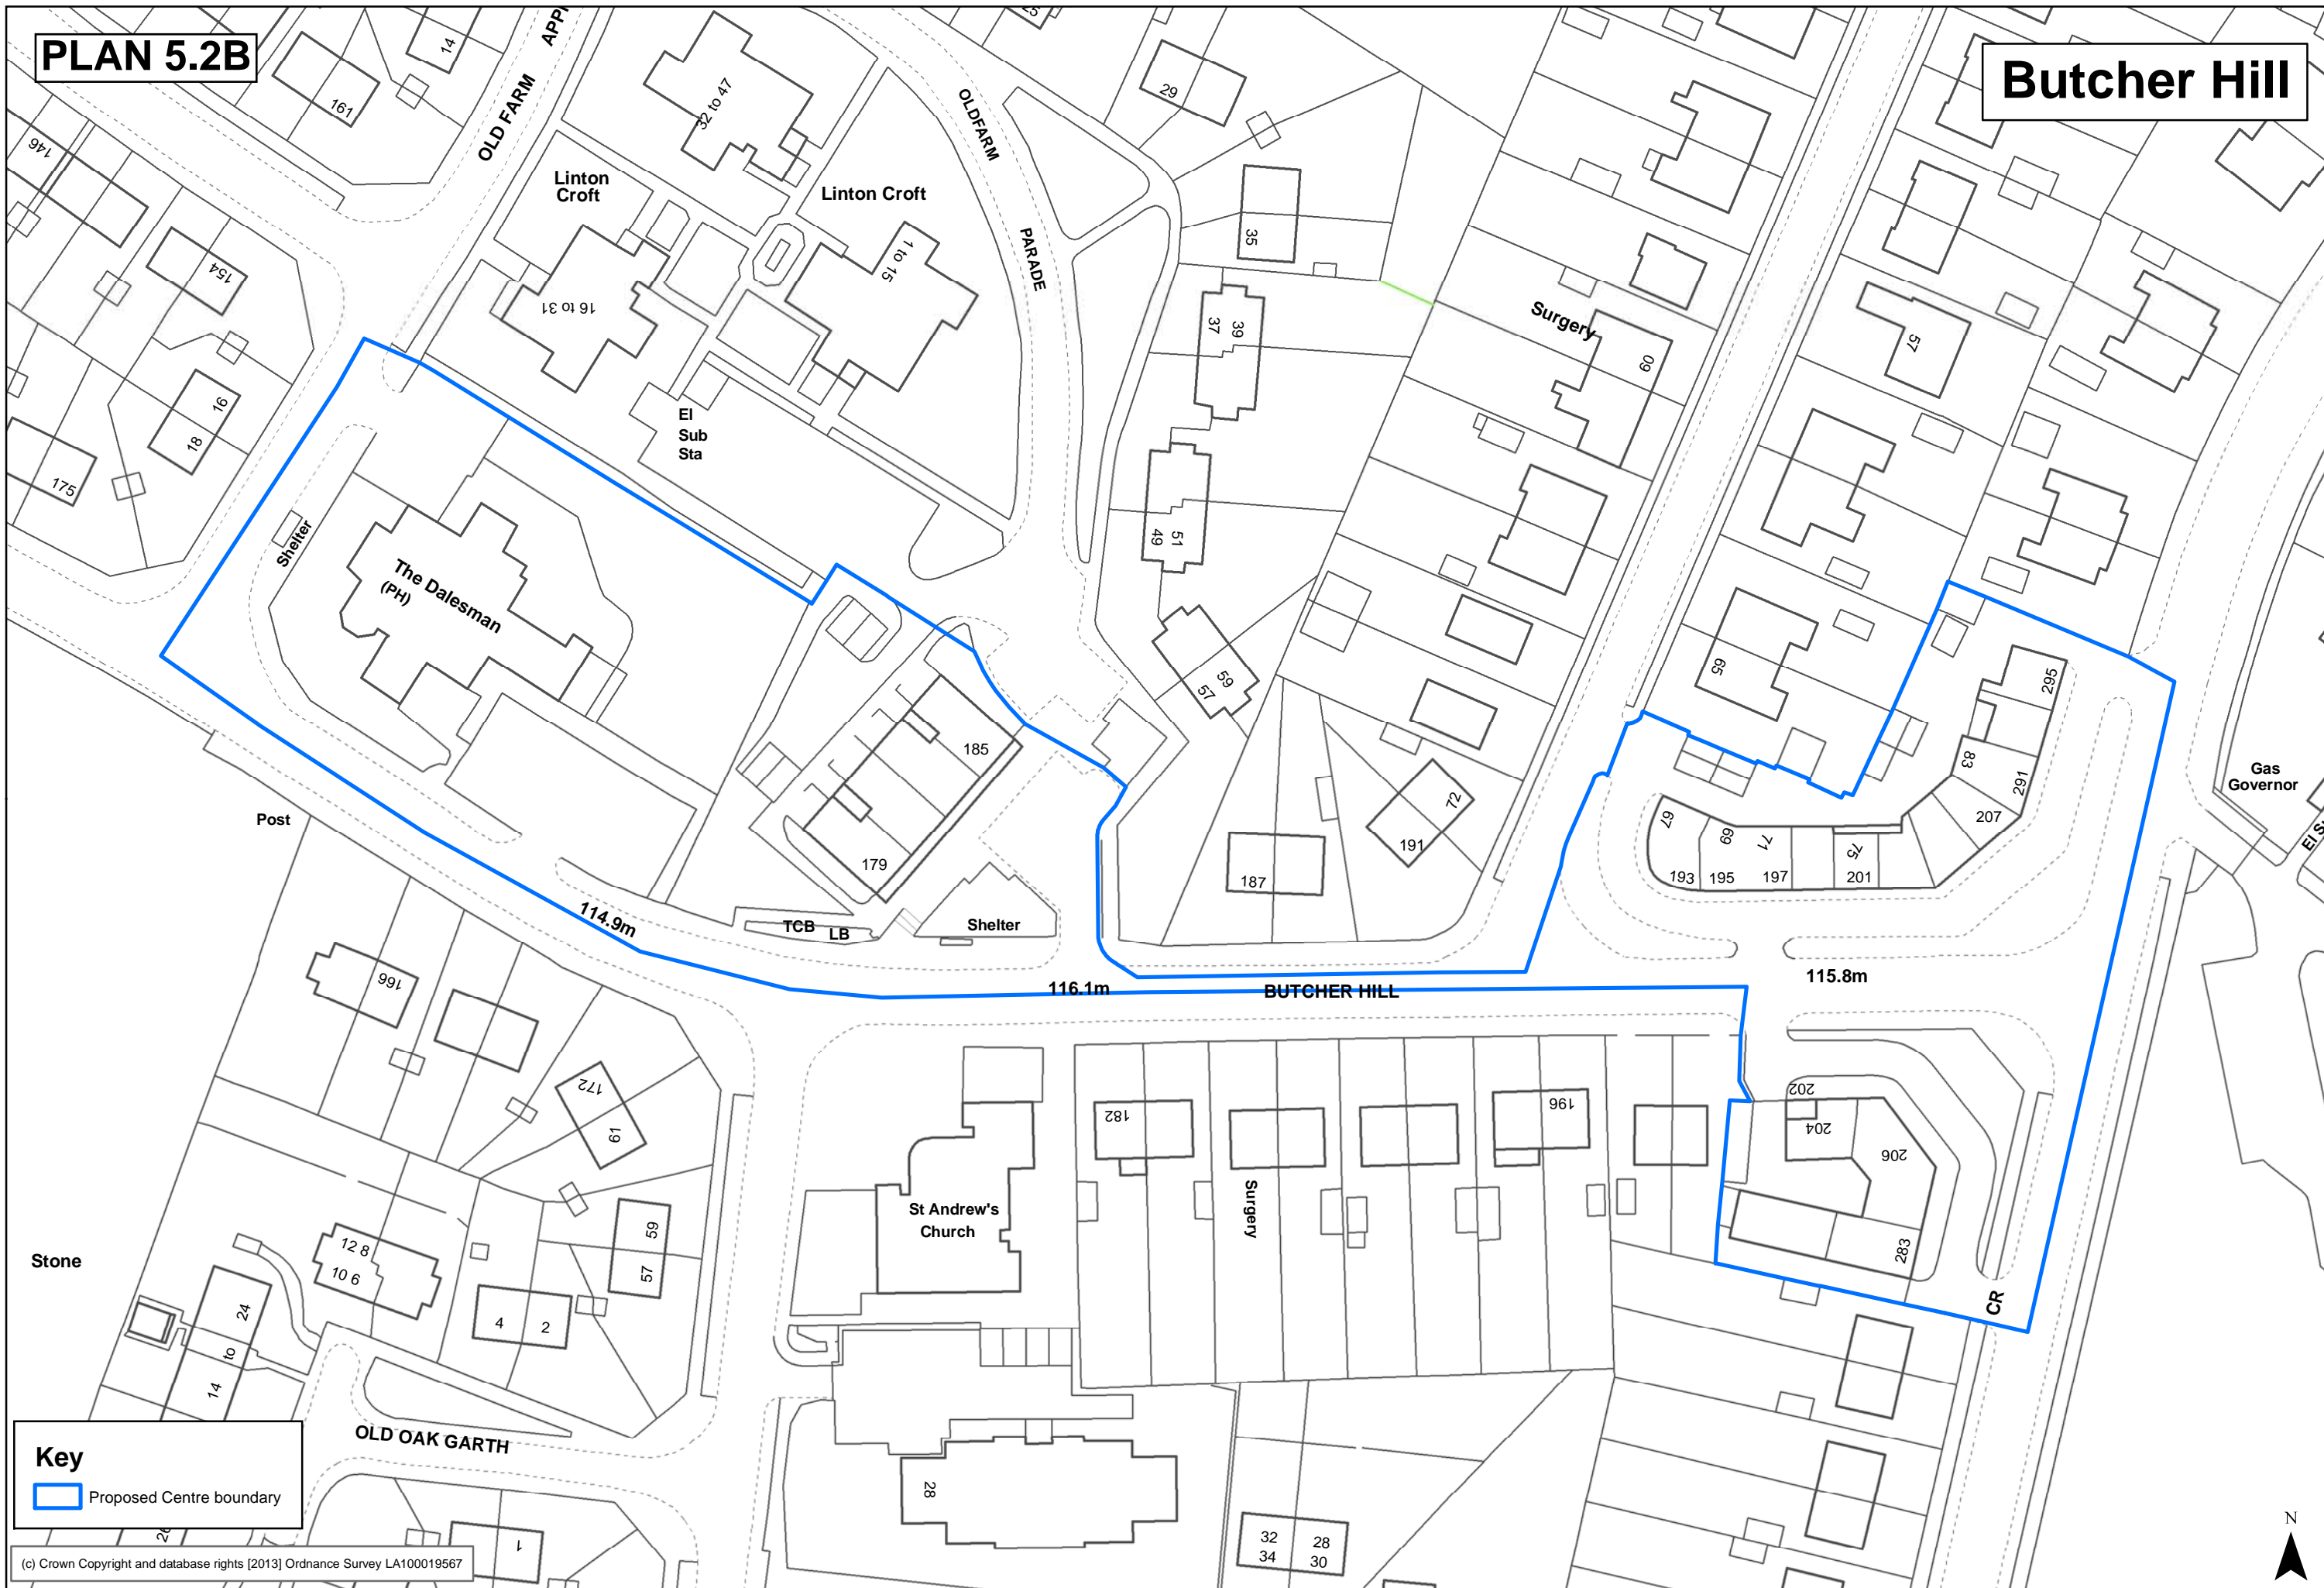 PLAN 5.2B
Butcher Hill
14
161
146
154
16
18
175
OLD FARM
32 to 47
Linton
Croft
Linton Croft
16 to 31
1 to 15
El
Sub
Sta
OLDFARM
PARADE
25
29
35
37
39
49
51
59
57
Surgery
60
57
65
Shelter
The Dalesman
(PH)
185
179
Post
114.9m
TCB
LB
Shelter
187
191
72
67
69
71
75
83
193
195
197
201
207
291
295
Gas
Governor
116.1m
BUTCHER HILL
115.8m
166
172
61
182
196
202
204
206
283
CR
St Andrew's
Church
Surgery
Stone
12 8
10 6
59
57
4
2
24
to
14
OLD OAK GARTH
28
1
32
34
28
30
Key
Proposed Centre boundary
(c) Crown Copyright and database rights [2013] Ordnance Survey LA100019567
N